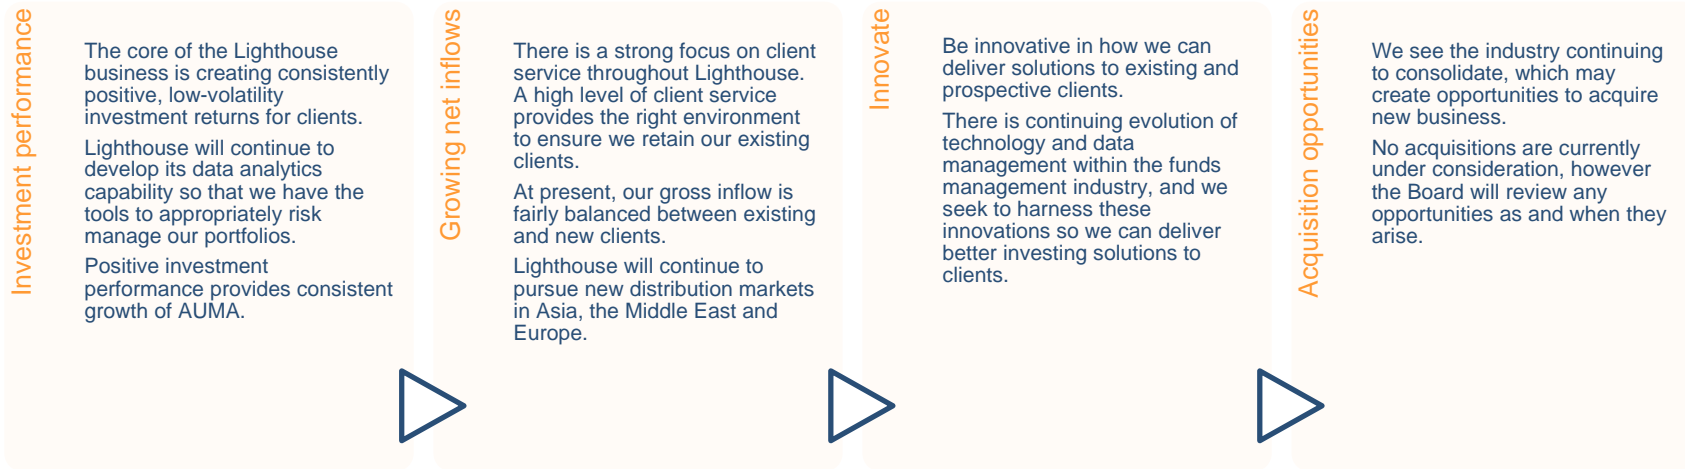 Investment performance
The core of the Lighthouse
business is creating consistently
positive, low-volatility
investment returns for clients.
Lighthouse will continue to
develop its data analytics
capability so that we have the
tools to appropriately risk
manage our portfolios.
Positive investment
performance provides consistent
growth of AUMA.
Growing net inflows
There is a strong focus on client
service throughout Lighthouse.
A high level of client service
provides the right environment
to ensure we retain our existing
clients.
At present, our gross inflow is
fairly balanced between existing
and new clients.
Lighthouse will continue to
pursue new distribution markets
in Asia, the Middle East and
Europe.
Innovate
Be innovative in how we can
deliver solutions to existing and
prospective clients.
There is continuing evolution of
technology and data
management within the funds
management industry, and we
seek to harness these
innovations so we can deliver
better investing solutions to
clients.
Acquisition opportunities
We see the industry continuing
to consolidate, which may
create opportunities to acquire
new business.
No acquisitions are currently
under consideration, however
the Board will review any
opportunities as and when they
arise.